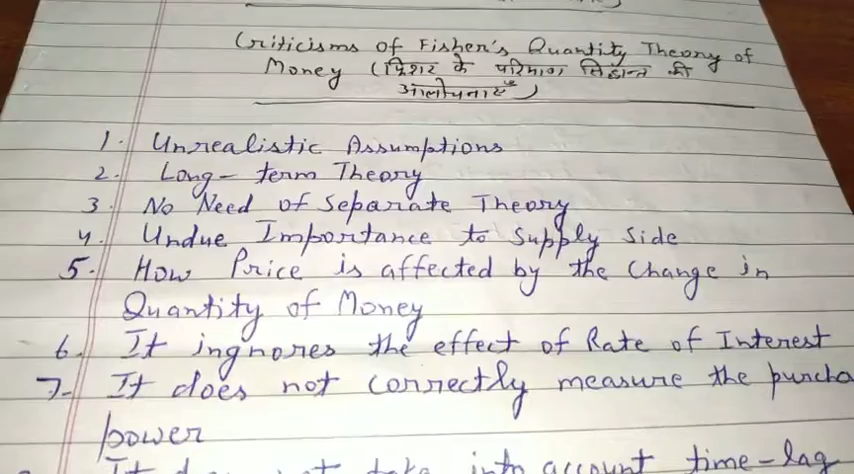 Criticisms of Fisher's Quantity Theory of
Money (फिशर के परिमाण सिद्धान्त की
आलोचनाएँ)
1. Unrealistic Assumptions
2. Long-term Theory
3. No Need of Separate Theory
4. Undue Importance to Supply Side
5. How Price is affected by the Change in
Quantity of Money
6. It ingnores the effect of Rate of Interest
7. It does not correctly measure the purcha
power
take into account time-lag